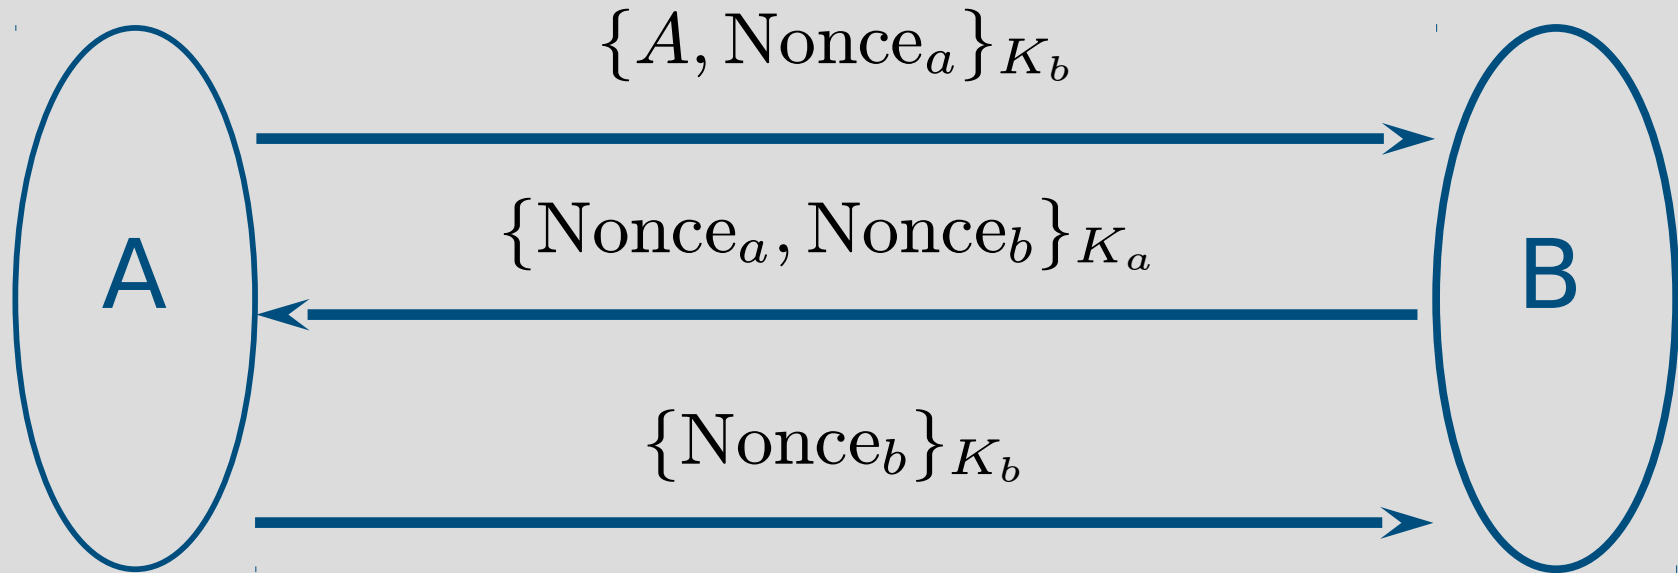 {A, Nonce_a}_{K_b}
{Nonce_a, Nonce_b}_{K_a}
A
B
{Nonce_b}_{K_b}